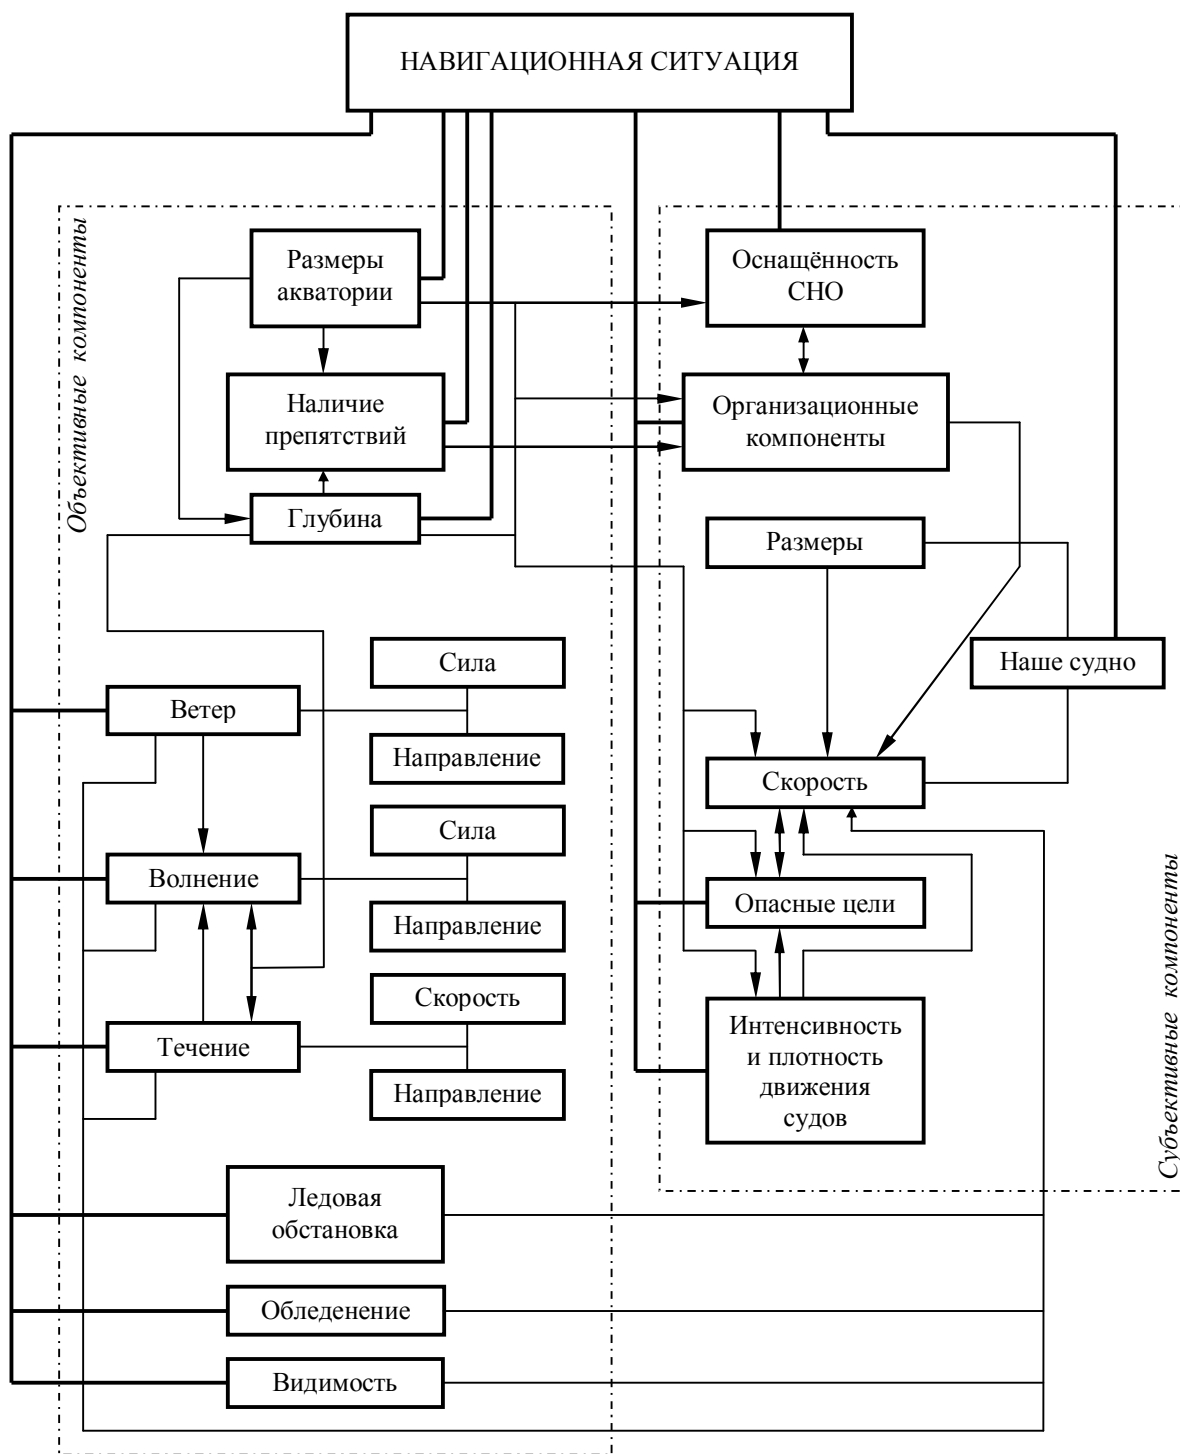 НАВИГАЦИОННАЯ СИТУАЦИЯ
Объективные компоненты
Размеры
акватории
Наличие
препятствий
Глубина
Сила
Ветер
Направление
Сила
Волнение
Направление
Скорость
Течение
Направление
Ледовая
обстановка
Обледенение
Видимость
Субъективные компоненты
Оснащённость
СНО
Организационные
компоненты
Размеры
Наше судно
Скорость
Опасные цели
Интенсивность
и плотность
движения
судов